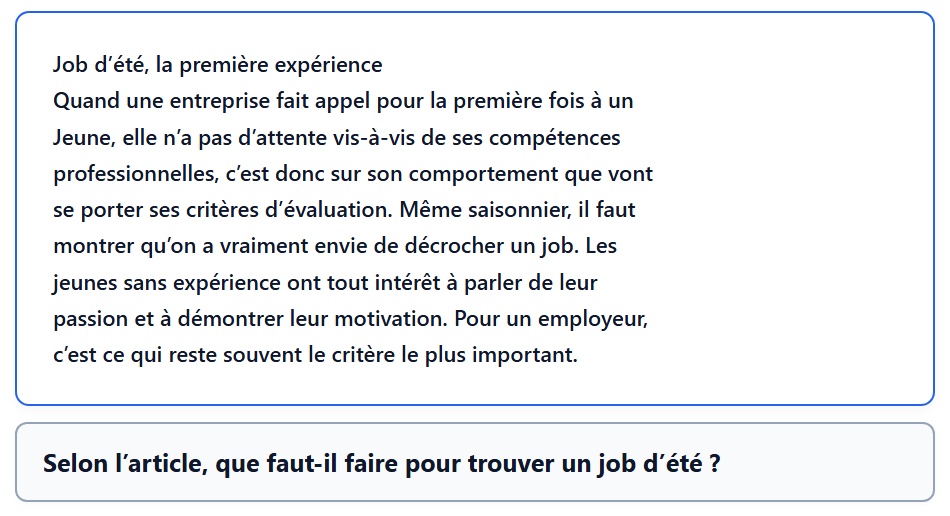 Job d’été, la première expérience
Quand une entreprise fait appel pour la première fois à un
Jeune, elle n’a pas d’attente vis-à-vis de ses compétences
professionnelles, c’est donc sur son comportement que vont
se porter ses critères d’évaluation. Même saisonnier, il faut
montrer qu’on a vraiment envie de décrocher un job. Les
jeunes sans expérience ont tout intérêt à parler de leur
passion et à démontrer leur motivation. Pour un employeur,
c’est ce qui reste souvent le critère le plus important.
Selon l’article, que faut-il faire pour trouver un job d’été ?